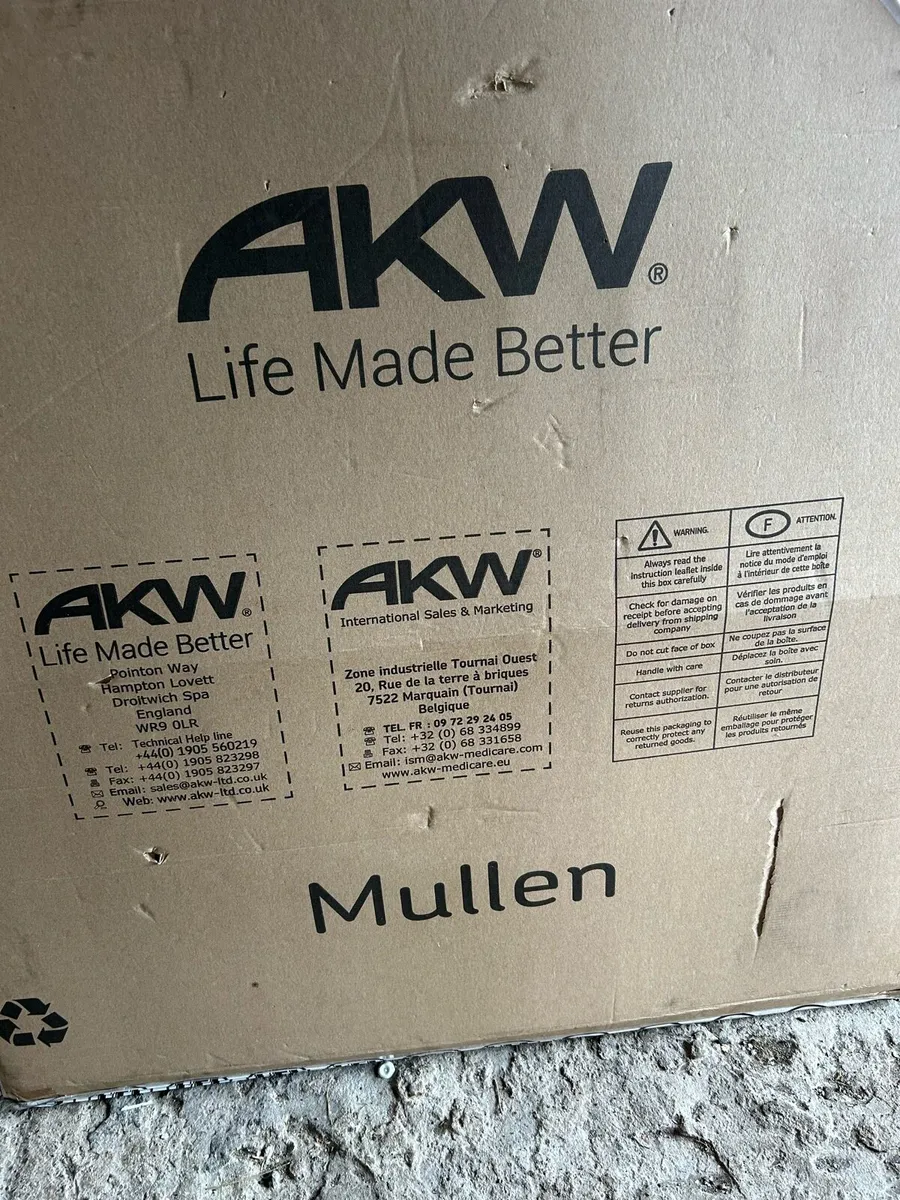 AKW®
Life Made Better
AKW®
Life Made Better
Pointon Way
Hampton Lovett
Droitwich Spa
England
WR9 0LR
Technical Help line
Tel: +44(0) 1905 560219
Tel: +44(0) 1905 823298
Fax: +44(0) 1905 823297
Email: sales@akw-ltd.co.uk
Web: www.akw-ltd.co.uk
AKW®
International Sales & Marketing
Zone industrielle Tournai Ouest
20, Rue de la terre à briques
7522 Marquain (Tournai)
Belgique
TEL. FR : 09 72 29 24 05
Tel: +32 (0) 68 334899
Fax: +32 (0) 68 331658
Email: ism@akw-medicare.com
www.akw-medicare.eu
WARNING.
Always read the
instruction leaflet inside
this box carefully
Check for damage on
receipt before accepting
delivery from shipping
company
Do not cut face of box
Handle with care
Contact supplier for
returns authorization.
Reuse this packaging to
correctly protect any
returned goods.
F ATTENTION.
Lire attentivement la
notice du mode d'emploi
à l'intérieur de cette boîte
Vérifier les produits en
cas de dommage avant
l'acceptation de la
livraison
Ne coupez pas la surface
de la boîte.
Déplacez la boîte avec
soin.
Contacter le distributeur
pour une autorisation de
retour
Réutiliser le même
emballage pour protéger
les produits retournés
Mullen